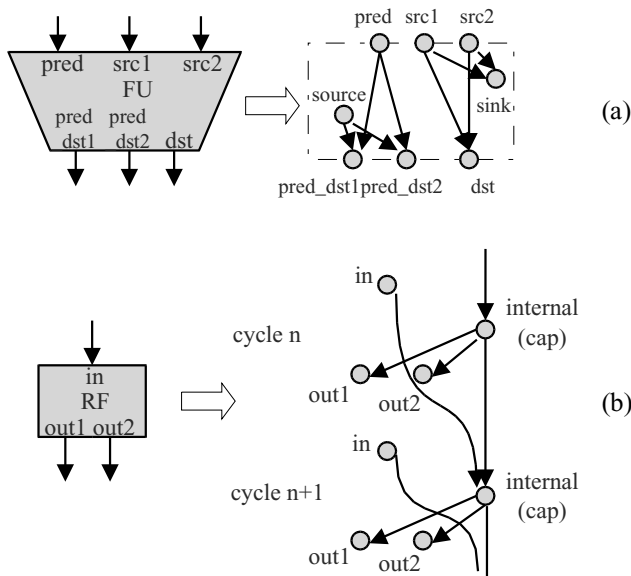 pred src1 src2
FU
pred pred
dst1 dst2 dst
pred src1 src2
source
sink
pred_dst1 pred_dst2 dst
(a)
in
RF
out1 out2
cycle n
in
internal
(cap)
out1 out2
in
cycle n+1
internal
(cap)
out1 out2
(b)